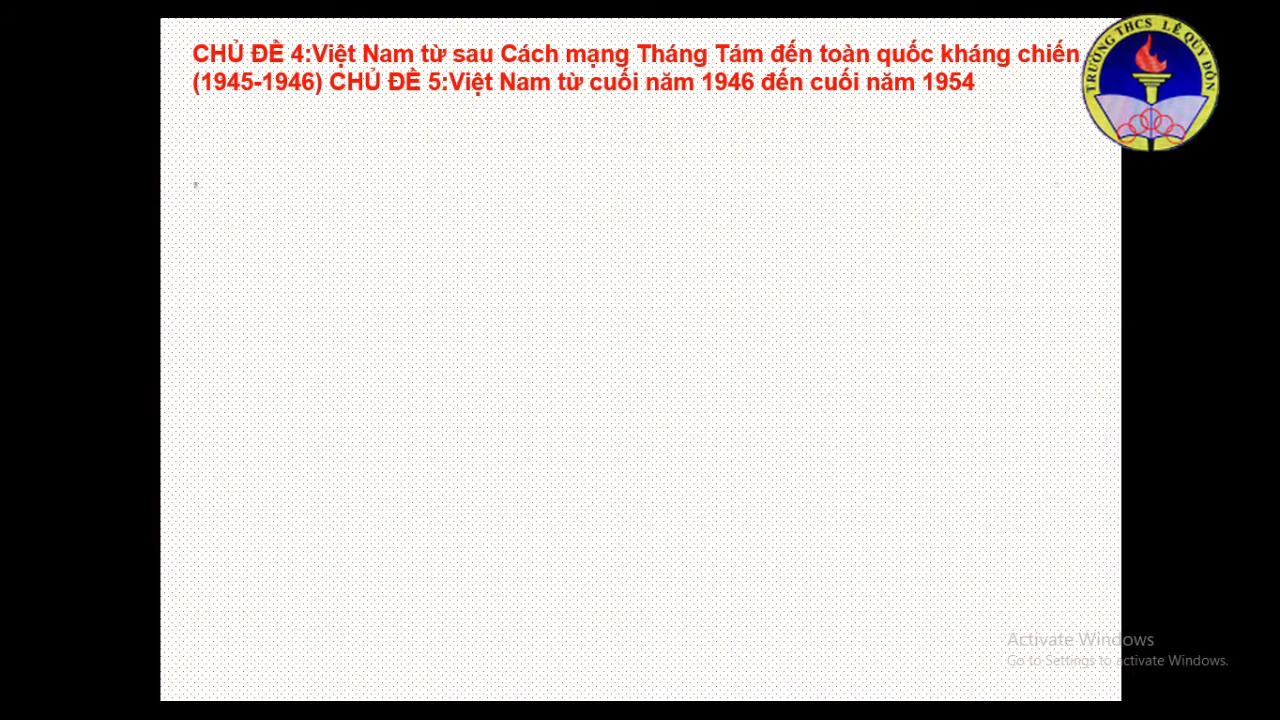 CHỦ ĐỀ 4:Việt Nam từ sau Cách mạng Tháng Tám đến toàn quốc kháng chiến
(1945-1946) CHỦ ĐỀ 5:Việt Nam từ cuối năm 1946 đến cuối năm 1954
TRƯỜNG THCS LÊ QUÝ ĐÔN
Activate Windows
Go to Settings to activate Windows.